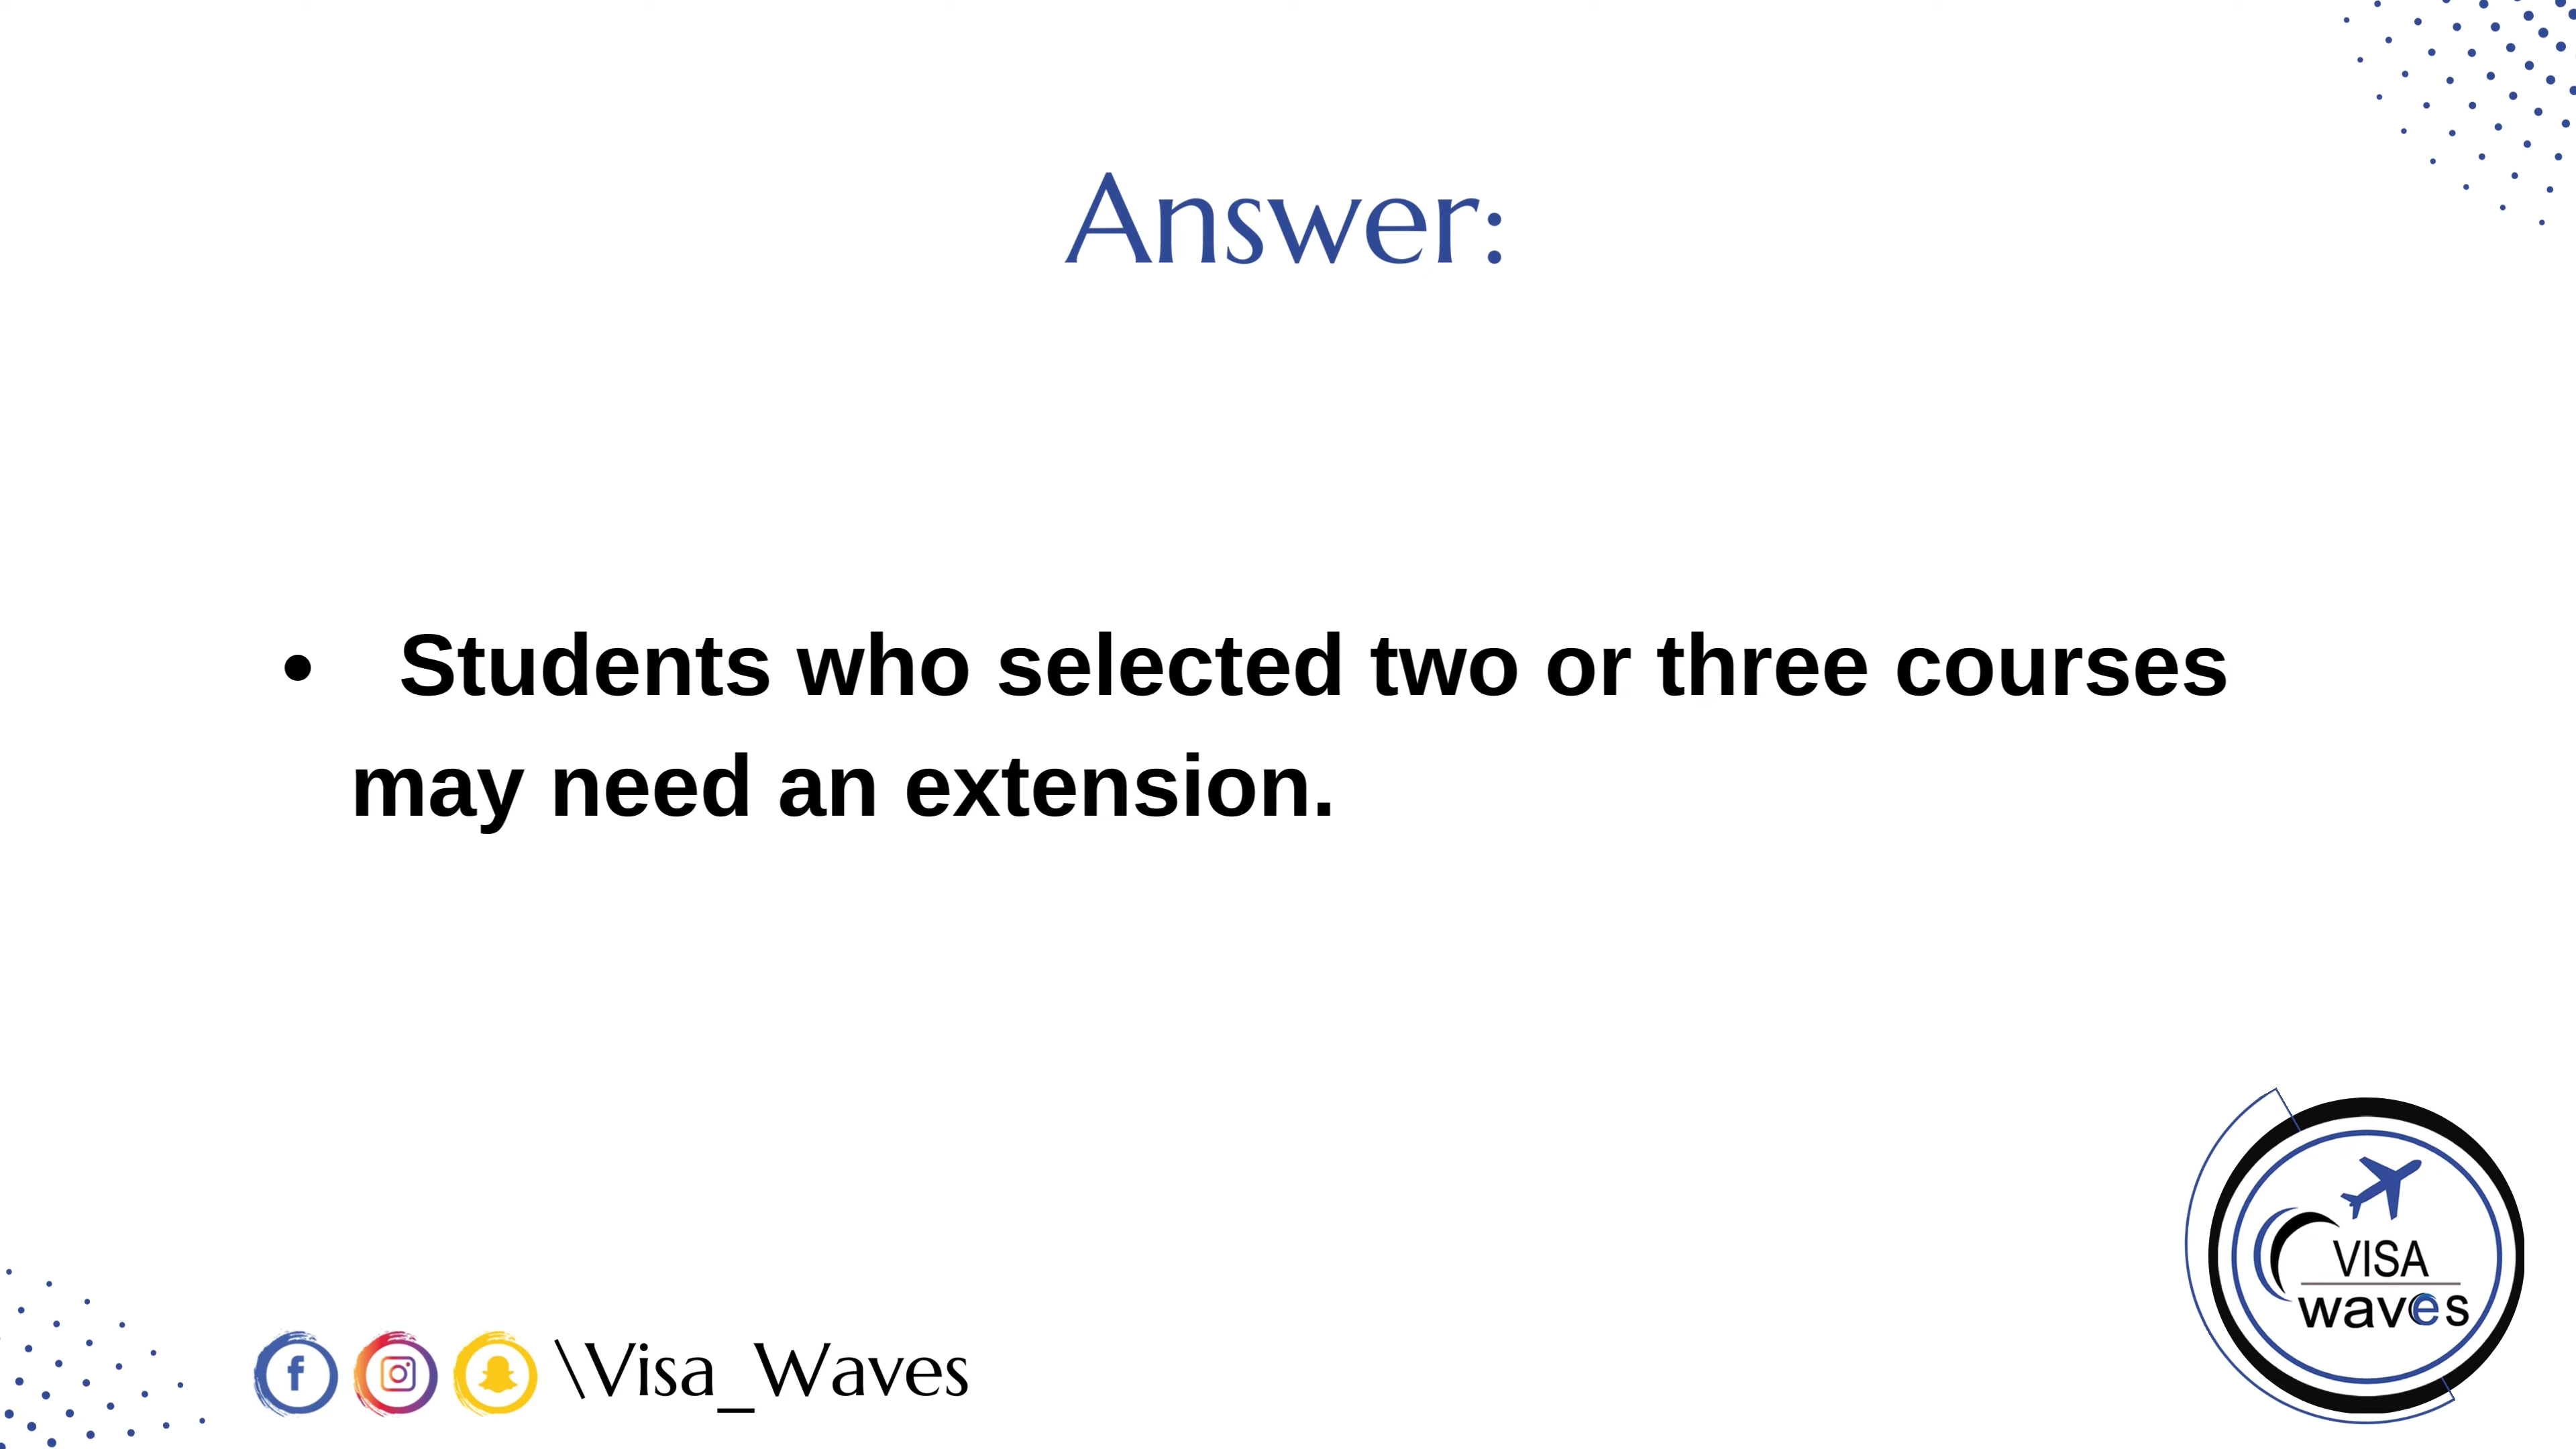 Answer:
• Students who selected two or three courses
may need an extension.
VISA
waves
\Visa_Waves